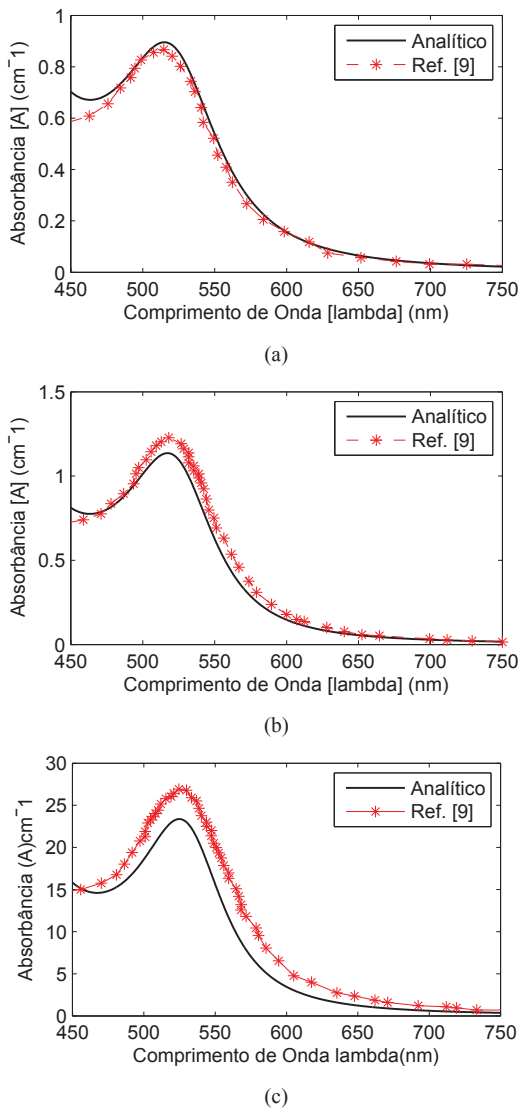 1
0.8
0.6
0.4
0.2
0
Absorbância [A] (cm⁻1)
Analítico
Ref. [9]
450 500 550 600 650 700 750
Comprimento de Onda [lambda] (nm)
(a)
1.5
1
0.5
0
Absorbância [A] (cm⁻1)
Analítico
Ref. [9]
450 500 550 600 650 700 750
Comprimento de Onda [lambda] (nm)
(b)
30
25
20
15
10
5
0
Absorbância (A)cm⁻1
Analítico
Ref. [9]
450 500 550 600 650 700 750
Comprimento de Onda lambda(nm)
(c)